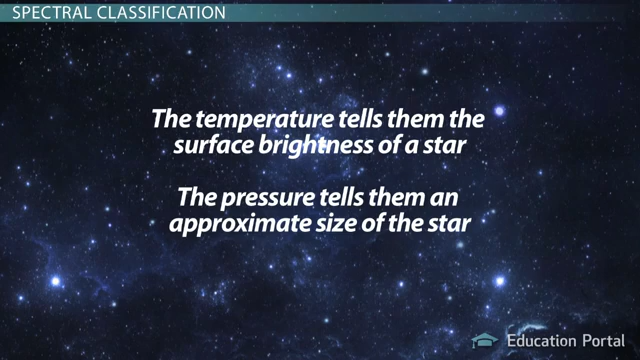 SPECTRAL CLASSIFICATION
The temperature tells them the
surface brightness of a star
The pressure tells them an
approximate size of the star
Education Portal